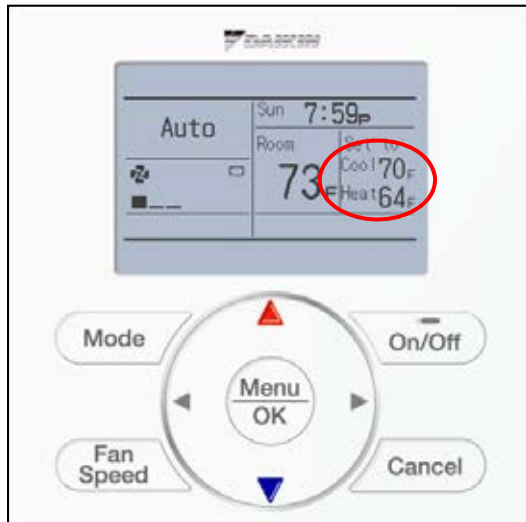 DAIKIN
Auto
Sun 7:59P
Room
Set to
73F
Cool 70F
Heat 64F
Mode
On/Off
Menu
OK
Fan
Speed
Cancel